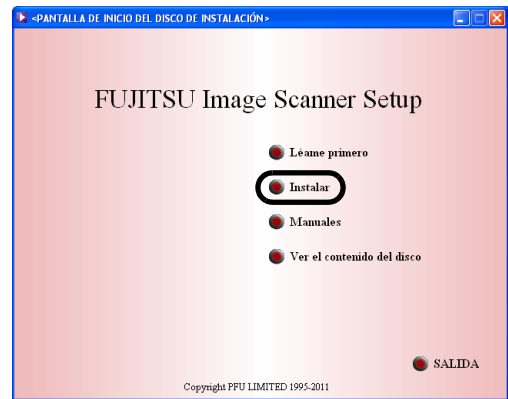 <PANTALLA DE INICIO DEL DISCO DE INSTALACIÓN>
FUJITSU Image Scanner Setup
Léame primero
Instalar
Manuales
Ver el contenido del disco
SALIDA
Copyright PFU LIMITED 1995-2011